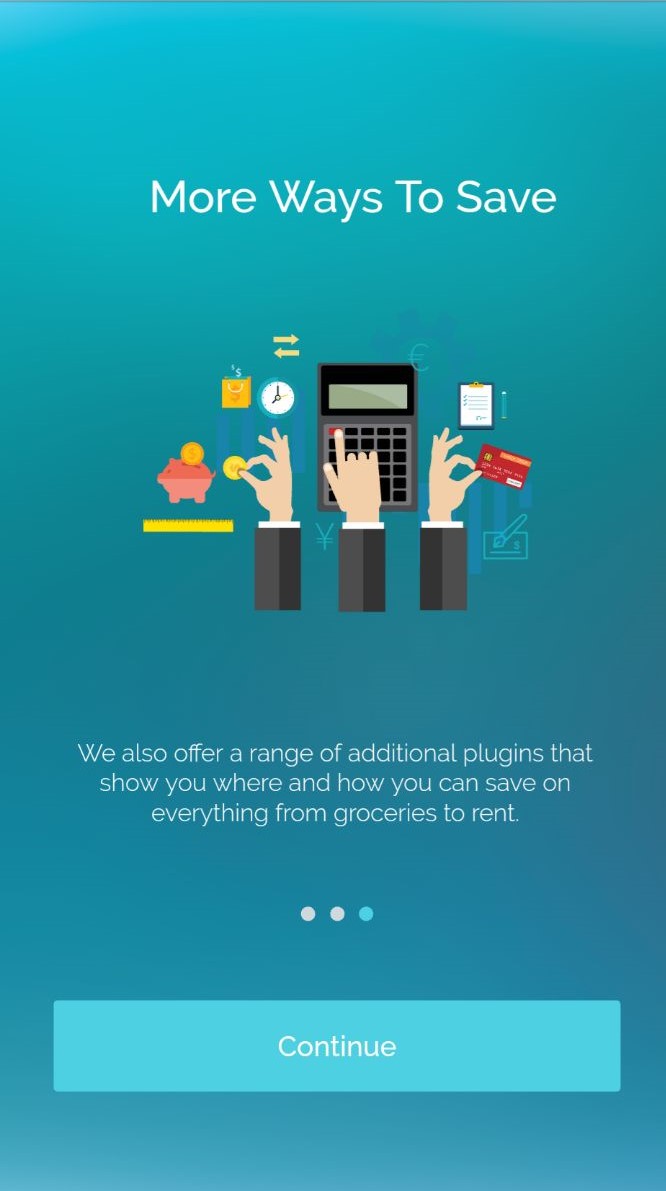 More Ways To Save
We also offer a range of additional plugins that
show you where and how you can save on
everything from groceries to rent.
Continue